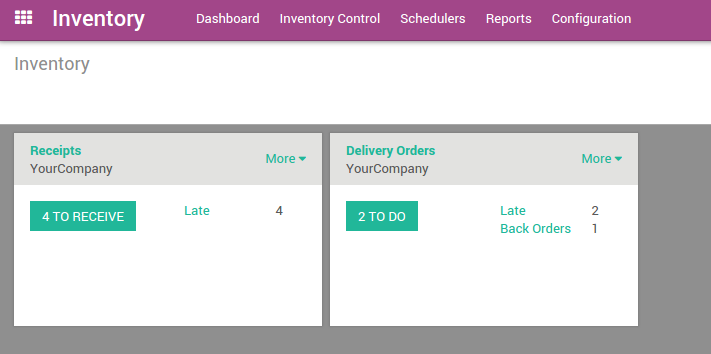 Inventory Dashboard Inventory Control Schedulers Reports Configuration
Inventory
Receipts
YourCompany
More
4 TO RECEIVE
Late 4
Delivery Orders
YourCompany
More
2 TO DO
Late 2
Back Orders 1